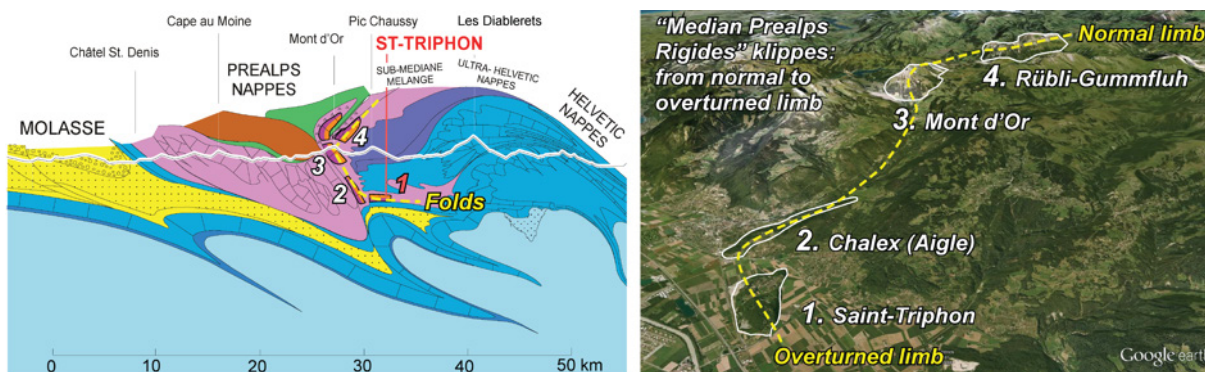 Cape au Moine
Pic Chaussy
Les Diablerets
Châtel St. Denis
Mont d'Or
ST-TRIPHON
PREALPS
NAPPES
SUB-MEDIANE
MELANGE
ULTRA-HELVETIC
NAPPES
MOLASSE
HELVETIC
NAPPES
4
3
2
1
Folds
0
10
20
30
40
50 km
"Median Prealps
Rigides" klippes:
from normal to
overturned limb
Normal limb
4. Rübli-Gummfluh
3. Mont d'Or
2. Chalex (Aigle)
1. Saint-Triphon
Overturned limb
Google earth